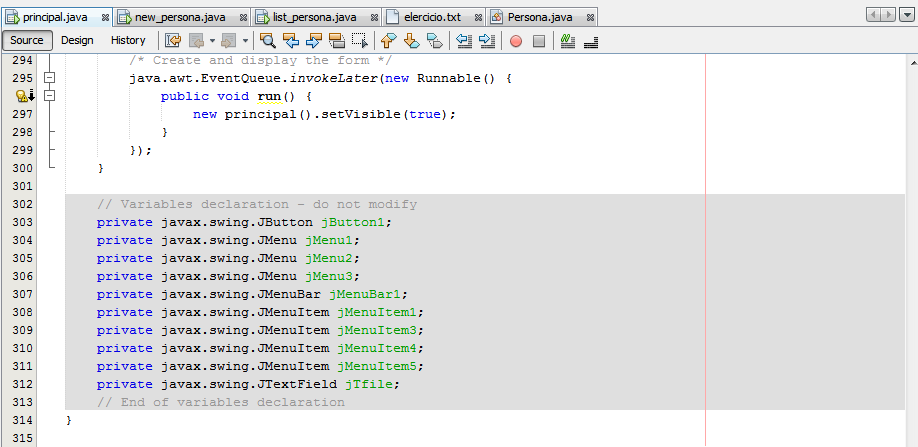 principal.java new_persona.java list_persona.java elercicio.txt Persona.java
Source Design History
294 /* Create and display the form */
295 java.awt.EventQueue.invokeLater(new Runnable() {
public void run() {
297 new principal().setVisible(true);
298 }
299 });
300 }
301
302 // Variables declaration - do not modify
303 private javax.swing.JButton jButton1;
304 private javax.swing.JMenu jMenu1;
305 private javax.swing.JMenu jMenu2;
306 private javax.swing.JMenu jMenu3;
307 private javax.swing.JMenuBar jMenuBar1;
308 private javax.swing.JMenuItem jMenuItem1;
309 private javax.swing.JMenuItem jMenuItem3;
310 private javax.swing.JMenuItem jMenuItem4;
311 private javax.swing.JMenuItem jMenuItem5;
312 private javax.swing.JTextField jTfile;
313 // End of variables declaration
314 }
315